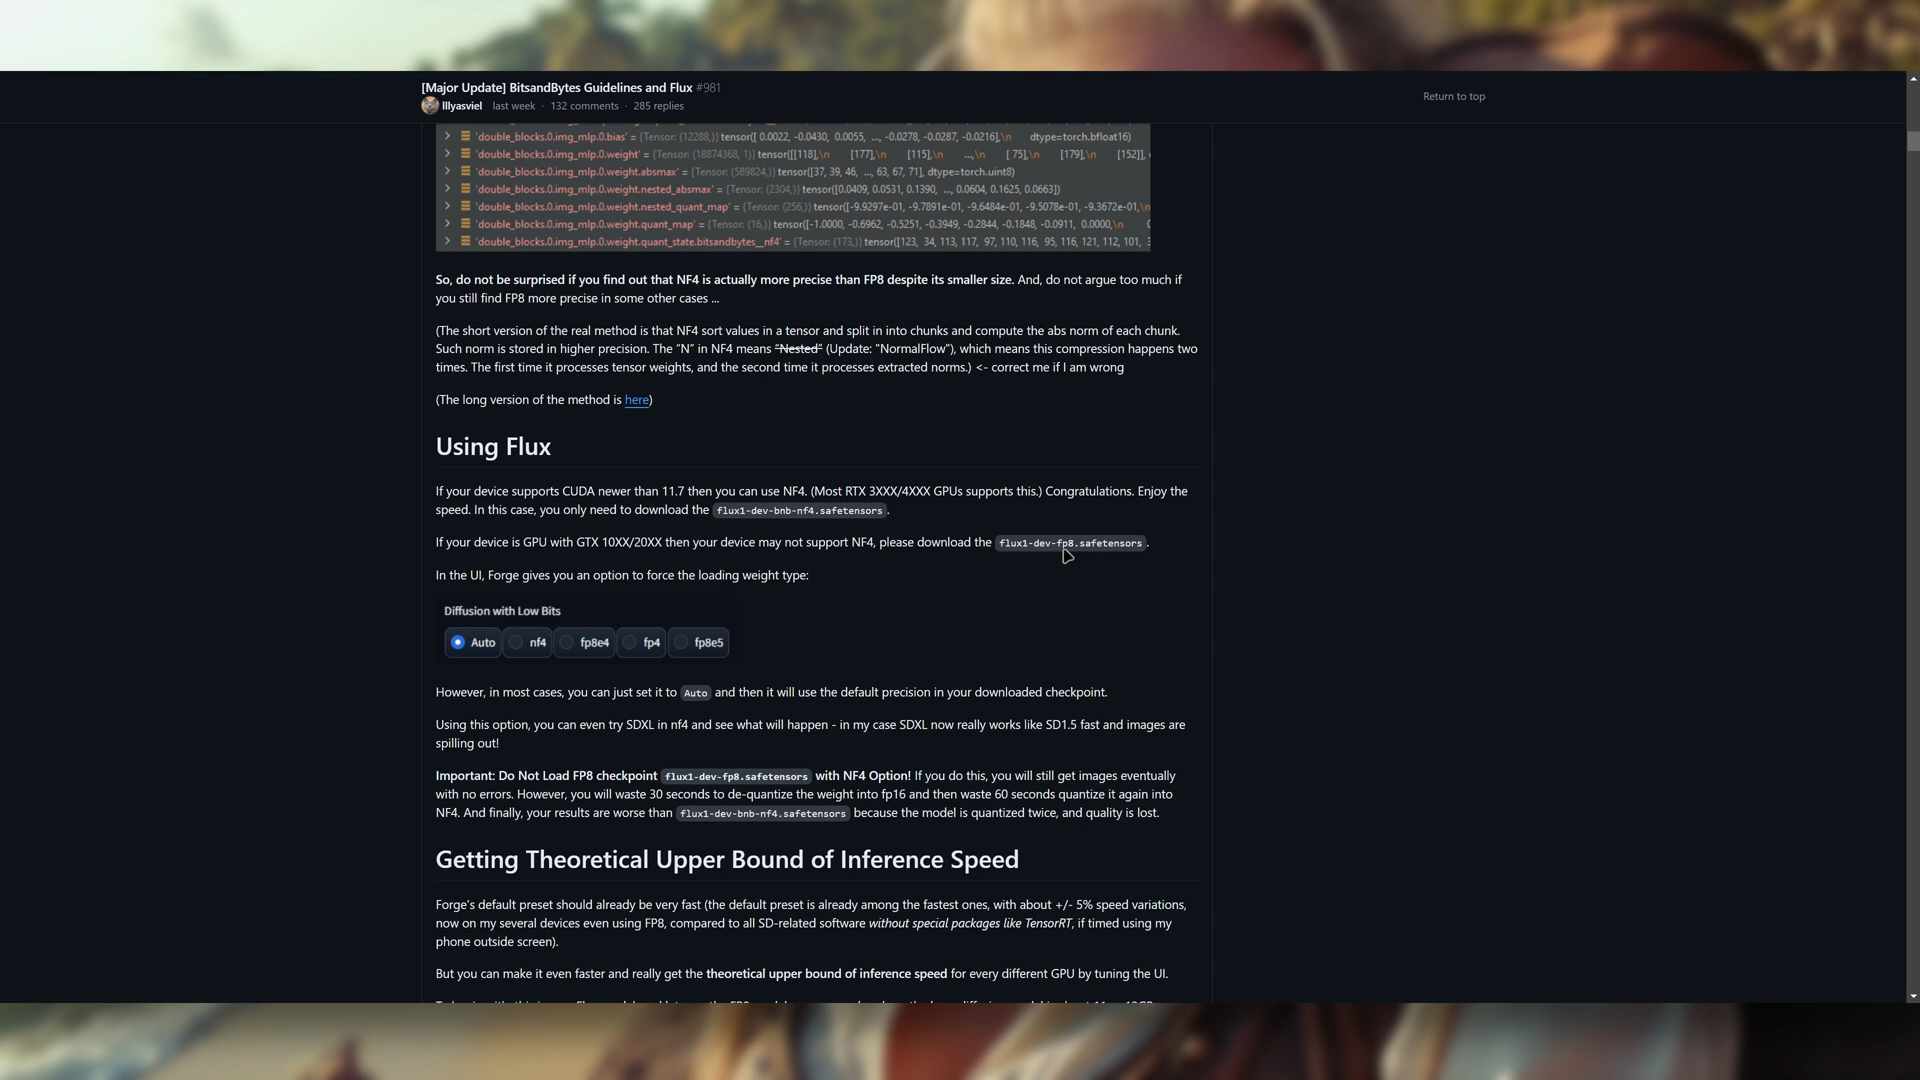 [Major Update] BitsandBytes Guidelines and Flux #981
lllyasviel last week · 132 comments · 285 replies
Return to top
'double_blocks.0.img_mlp.0.bias' = {Tensor: (12288,)} tensor([ 0.0022, -0.0430, 0.0055, ..., -0.0278, -0.0287, -0.0216],\n dtype=torch.bfloat16)
'double_blocks.0.img_mlp.0.weight' = {Tensor: (18874368, 1)} tensor([[118],\n [177],\n [115],\n ...,\n [ 75],\n [179],\n [152]],
'double_blocks.0.img_mlp.0.weight.absmax' = {Tensor: (589824,)} tensor([37, 39, 46, ..., 63, 67, 71], dtype=torch.uint8)
'double_blocks.0.img_mlp.0.weight.nested_absmax' = {Tensor: (2304,)} tensor([0.0409, 0.0531, 0.1390, ..., 0.0604, 0.1625, 0.0663])
'double_blocks.0.img_mlp.0.weight.nested_quant_map' = {Tensor: (256,)} tensor([-9.9297e-01, -9.7891e-01, -9.6484e-01, -9.5078e-01, -9.3672e-01,\n
'double_blocks.0.img_mlp.0.weight.quant_map' = {Tensor: (16,)} tensor([-1.0000, -0.6962, -0.5251, -0.3949, -0.2844, -0.1848, -0.0911, 0.0000,\n
'double_blocks.0.img_mlp.0.weight.quant_state.bitsandbytes__nf4' = {Tensor: (173,)} tensor([123, 34, 113, 117, 97, 110, 116, 95, 116, 121, 112, 101,
So, do not be surprised if you find out that NF4 is actually more precise than FP8 despite its smaller size. And, do not argue too much if
you still find FP8 more precise in some other cases ...
(The short version of the real method is that NF4 sort values in a tensor and split in into chunks and compute the abs norm of each chunk.
Such norm is stored in higher precision. The “N” in NF4 means “Nested” (Update: "NormalFlow"), which means this compression happens two
times. The first time it processes tensor weights, and the second time it processes extracted norms.) <- correct me if I am wrong
(The long version of the method is here)
Using Flux
If your device supports CUDA newer than 11.7 then you can use NF4. (Most RTX 3XXX/4XXX GPUs supports this.) Congratulations. Enjoy the
speed. In this case, you only need to download the flux1-dev-bnb-nf4.safetensors.
If your device is GPU with GTX 10XX/20XX then your device may not support NF4, please download the flux1-dev-fp8.safetensors.
In the UI, Forge gives you an option to force the loading weight type:
Diffusion with Low Bits
Auto nf4 fp8e4 fp4 fp8e5
However, in most cases, you can just set it to Auto and then it will use the default precision in your downloaded checkpoint.
Using this option, you can even try SDXL in nf4 and see what will happen - in my case SDXL now really works like SD1.5 fast and images are
spilling out!
Important: Do Not Load FP8 checkpoint flux1-dev-fp8.safetensors with NF4 Option! If you do this, you will still get images eventually
with no errors. However, you will waste 30 seconds to de-quantize the weight into fp16 and then waste 60 seconds quantize it again into
NF4. And finally, your results are worse than flux1-dev-bnb-nf4.safetensors because the model is quantized twice, and quality is lost.
Getting Theoretical Upper Bound of Inference Speed
Forge's default preset should already be very fast (the default preset is already among the fastest ones, with about +/- 5% speed variations,
now on my several devices even using FP8, compared to all SD-related software without special packages like TensorRT, if timed using my
phone outside screen).
But you can make it even faster and really get the theoretical upper bound of inference speed for every different GPU by tuning the UI.